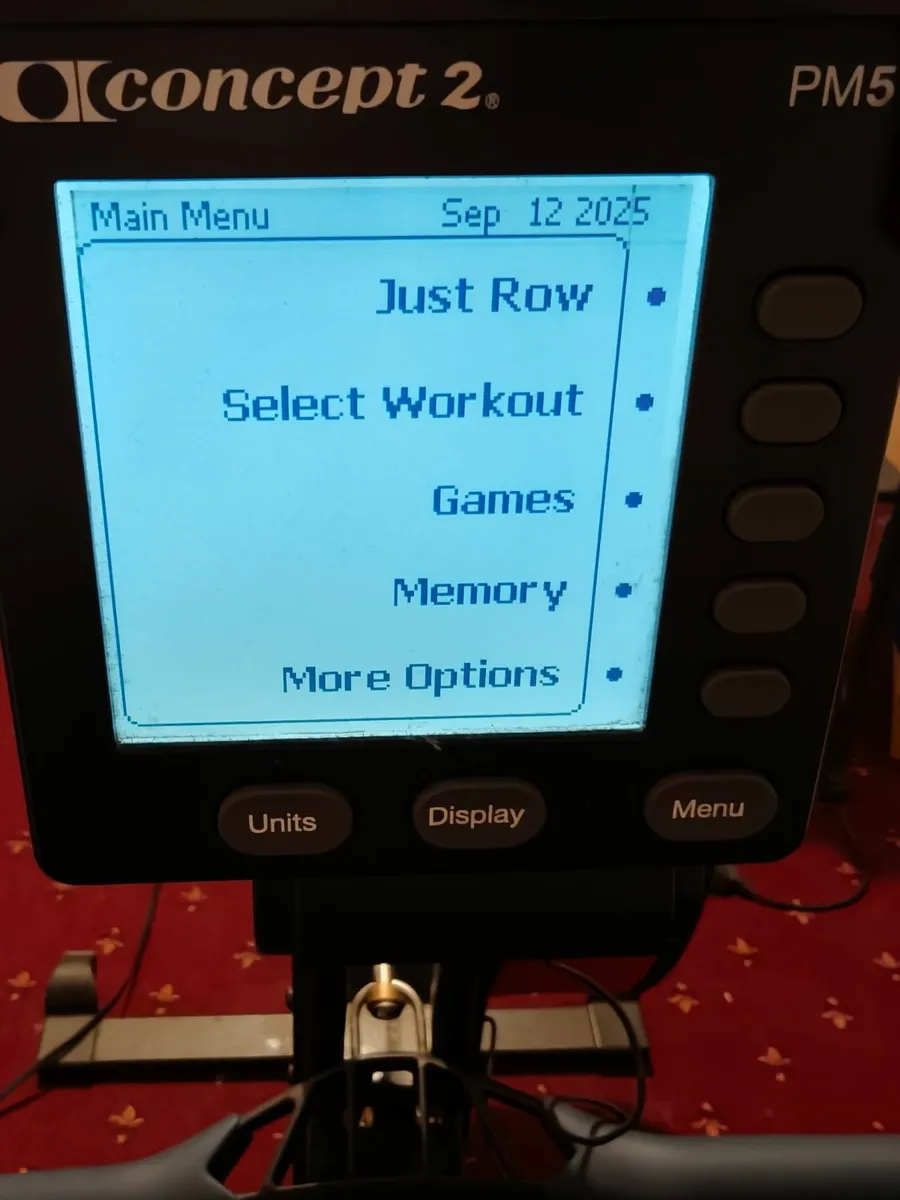 concept 2® PM5
Main Menu Sep 12 2025
Just Row
Select Workout
Games
Memory
More Options
Units Display Menu